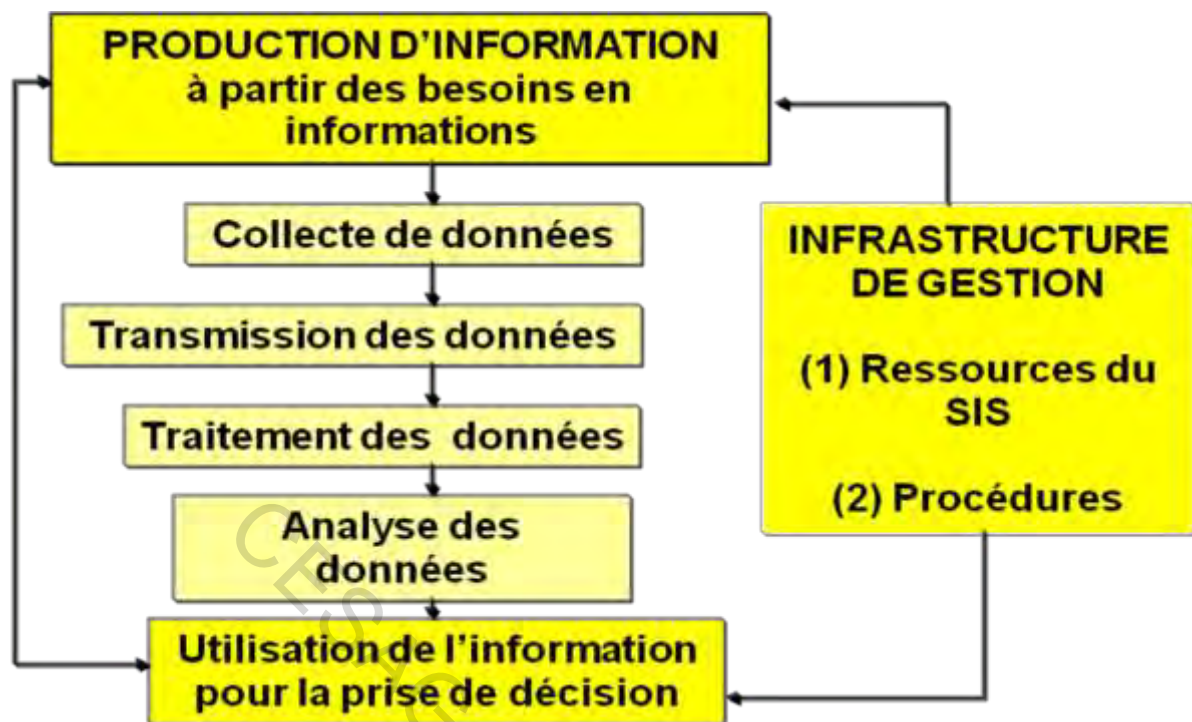 PRODUCTION D'INFORMATION
à partir des besoins en
informations
Collecte de données
Transmission des données
Traitement des données
Analyse des
données
Utilisation de l'information
pour la prise de décision
INFRASTRUCTURE
DE GESTION
(1) Ressources du
SIS
(2) Procédures
CESAG